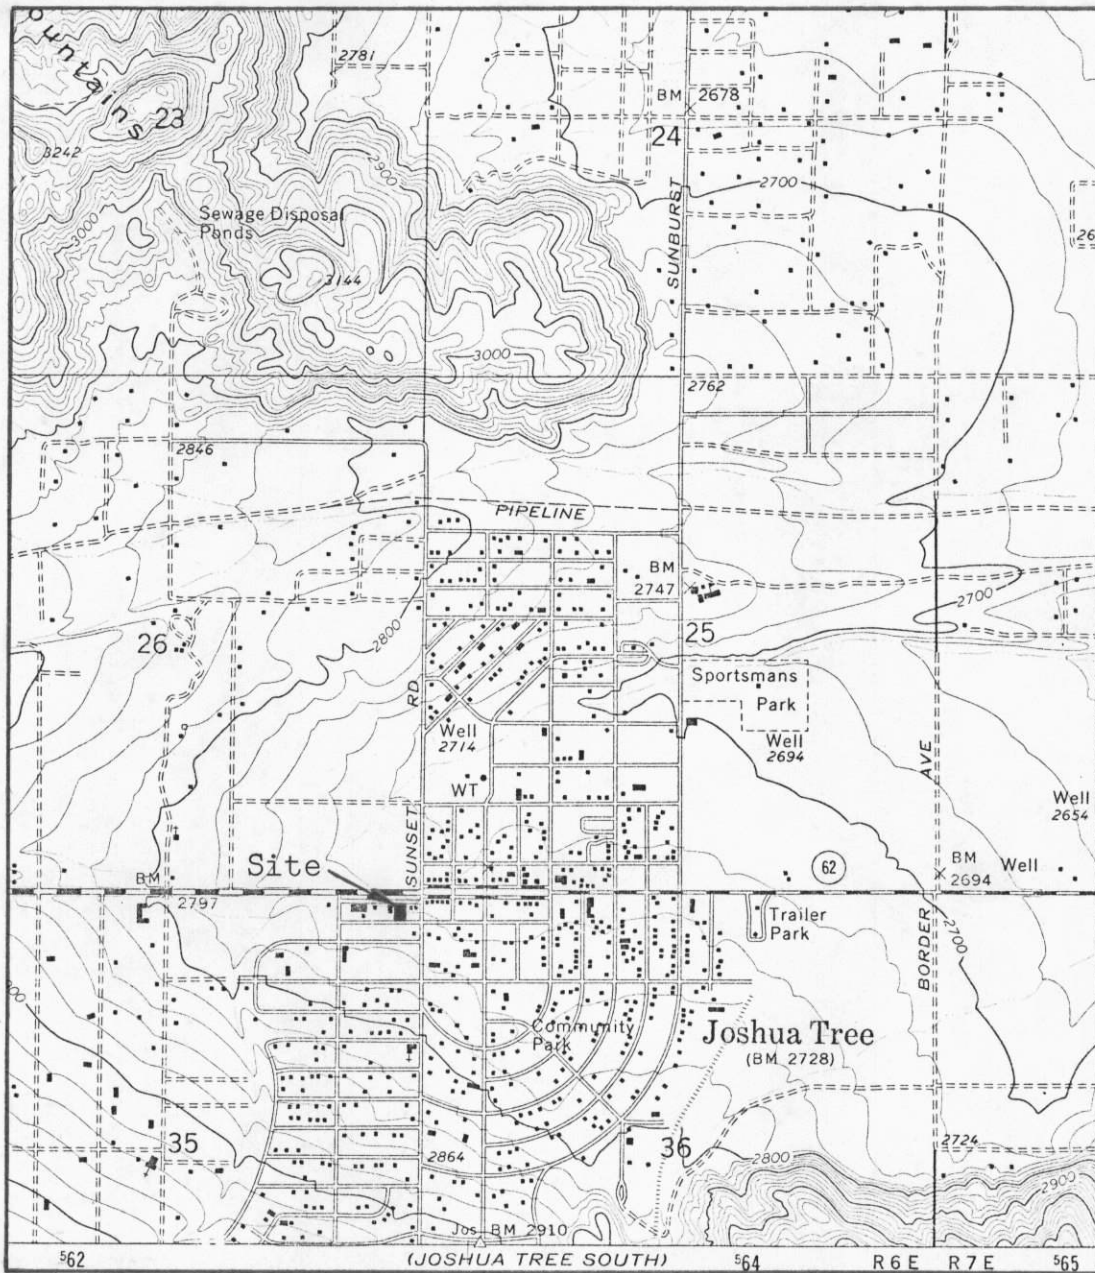 ountains
2781
BM 2678
23
24
3242
2900
2700
Sewage Disposal
Ponds
SUNBURST
26
3000
3144
3000
2762
2846
PIPELINE
BM
2747
2700
2800
26
25
Sportsmans
Park
RD
Well
2714
Well
2694
AVE
WT
Well
2654
SUNSET
Site
62
BM
2694
Well
BM
2797
Trailer
Park
BORDER
2700
Community
Park
Joshua Tree
(BM 2728)
35
2864
36
2724
2800
2900
Jos BM 2910
562
(JOSHUA TREE SOUTH)
564
R 6 E
R 7 E
565